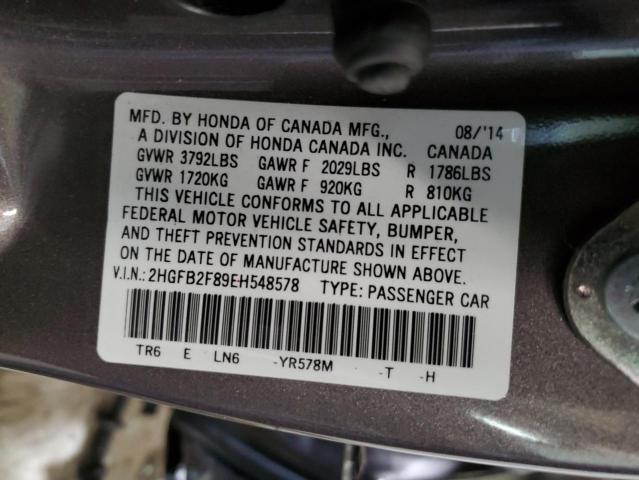 MFD. BY HONDA OF CANADA MFG., 08/'14
A DIVISION OF HONDA CANADA INC. CANADA
GVWR 3792LBS GAWR F 2029LBS R 1786LBS
GVWR 1720KG GAWR F 920KG R 810KG
THIS VEHICLE CONFORMS TO ALL APPLICABLE
FEDERAL MOTOR VEHICLE SAFETY, BUMPER,
AND THEFT PREVENTION STANDARDS IN EFFECT
ON THE DATE OF MANUFACTURE SHOWN ABOVE.
V.I.N.: 2HGFB2F89EH548578 TYPE: PASSENGER CAR
TR6 E LN6 -YR578M -T -H